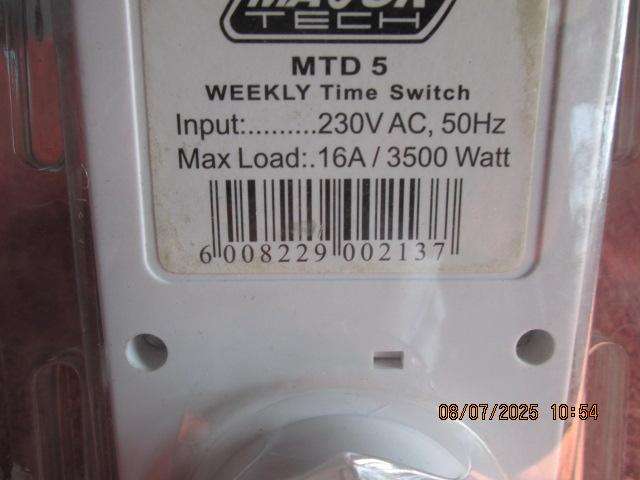 MAJOR
TECH
MTD 5
WEEKLY Time Switch
Input:.........230V AC, 50Hz
Max Load:.16A / 3500 Watt
6 008229 002137
08/07/2025 10:54